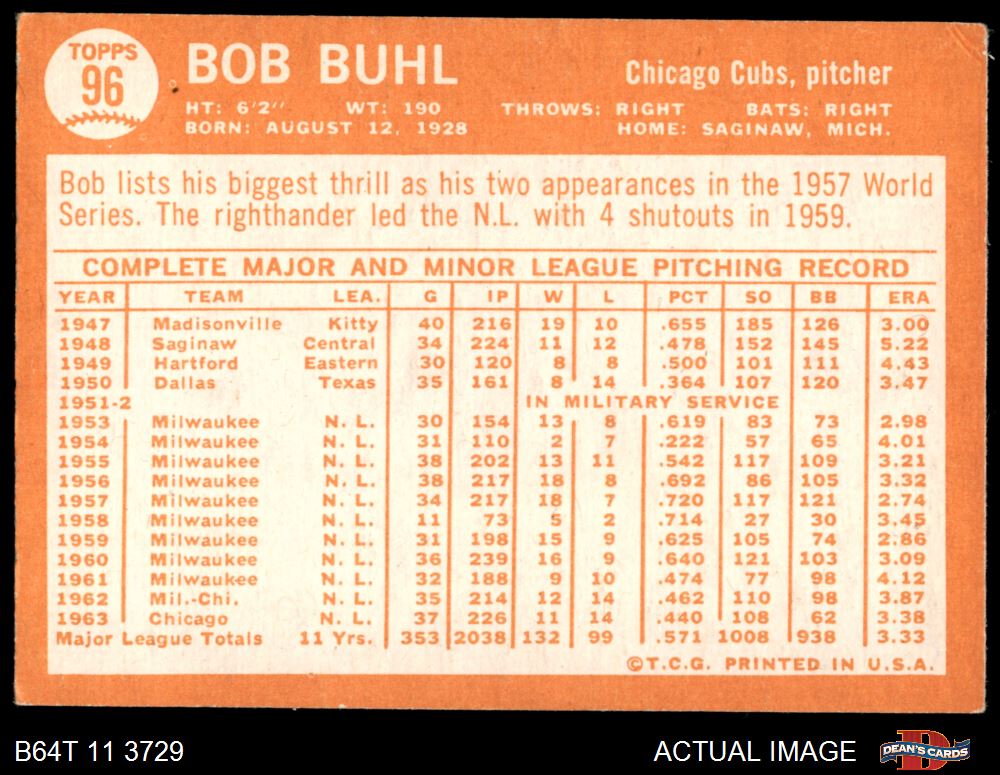 TOPPS
96
BOB BUHL
Chicago Cubs, pitcher
HT: 6'2" WT: 190 THROWS: RIGHT BATS: RIGHT
BORN: AUGUST 12, 1928 HOME: SAGINAW, MICH.
Bob lists his biggest thrill as his two appearances in the 1957 World
Series. The righthander led the N.L. with 4 shutouts in 1959.
COMPLETE MAJOR AND MINOR LEAGUE PITCHING RECORD
YEAR TEAM LEA. G IP W L PCT SO BB ERA
1947 Madisonville Kitty 40 216 19 10 .655 185 126 3.00
1948 Saginaw Central 34 224 11 12 .478 152 145 5.22
1949 Hartford Eastern 30 120 8 8 .500 101 111 4.43
1950 Dallas Texas 35 161 8 14 .364 107 120 3.47
1951-2 IN MILITARY SERVICE
1953 Milwaukee N. L. 30 154 13 8 .619 83 73 2.98
1954 Milwaukee N. L. 31 110 2 7 .222 57 65 4.01
1955 Milwaukee N. L. 38 202 13 11 .542 117 109 3.21
1956 Milwaukee N. L. 38 217 18 8 .692 86 105 3.32
1957 Milwaukee N. L. 34 217 18 7 .720 117 121 2.74
1958 Milwaukee N. L. 11 73 5 2 .714 27 30 3.45
1959 Milwaukee N. L. 31 198 15 9 .625 105 74 2.86
1960 Milwaukee N. L. 36 239 16 9 .640 121 103 3.09
1961 Milwaukee N. L. 32 188 9 10 .474 77 98 4.12
1962 Mil.-Chi. N. L. 35 214 12 14 .462 110 98 3.87
1963 Chicago N. L. 37 226 11 14 .440 108 62 3.38
Major League Totals 11 Yrs. 353 2038 132 99 .571 1008 938 3.33
©T.C.G. PRINTED IN U.S.A.
B64T 11 3729
ACTUAL IMAGE
DEAN'S CARDS